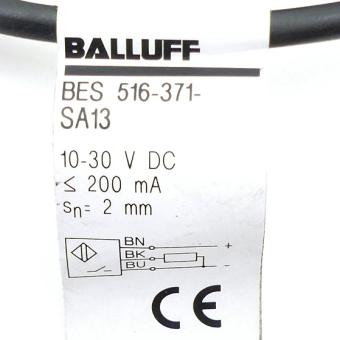 BALLUFF
BES 516-371-
SA13
10-30 V DC
≤ 200 mA
sn= 2 mm
BN +
BK
BU -
CE